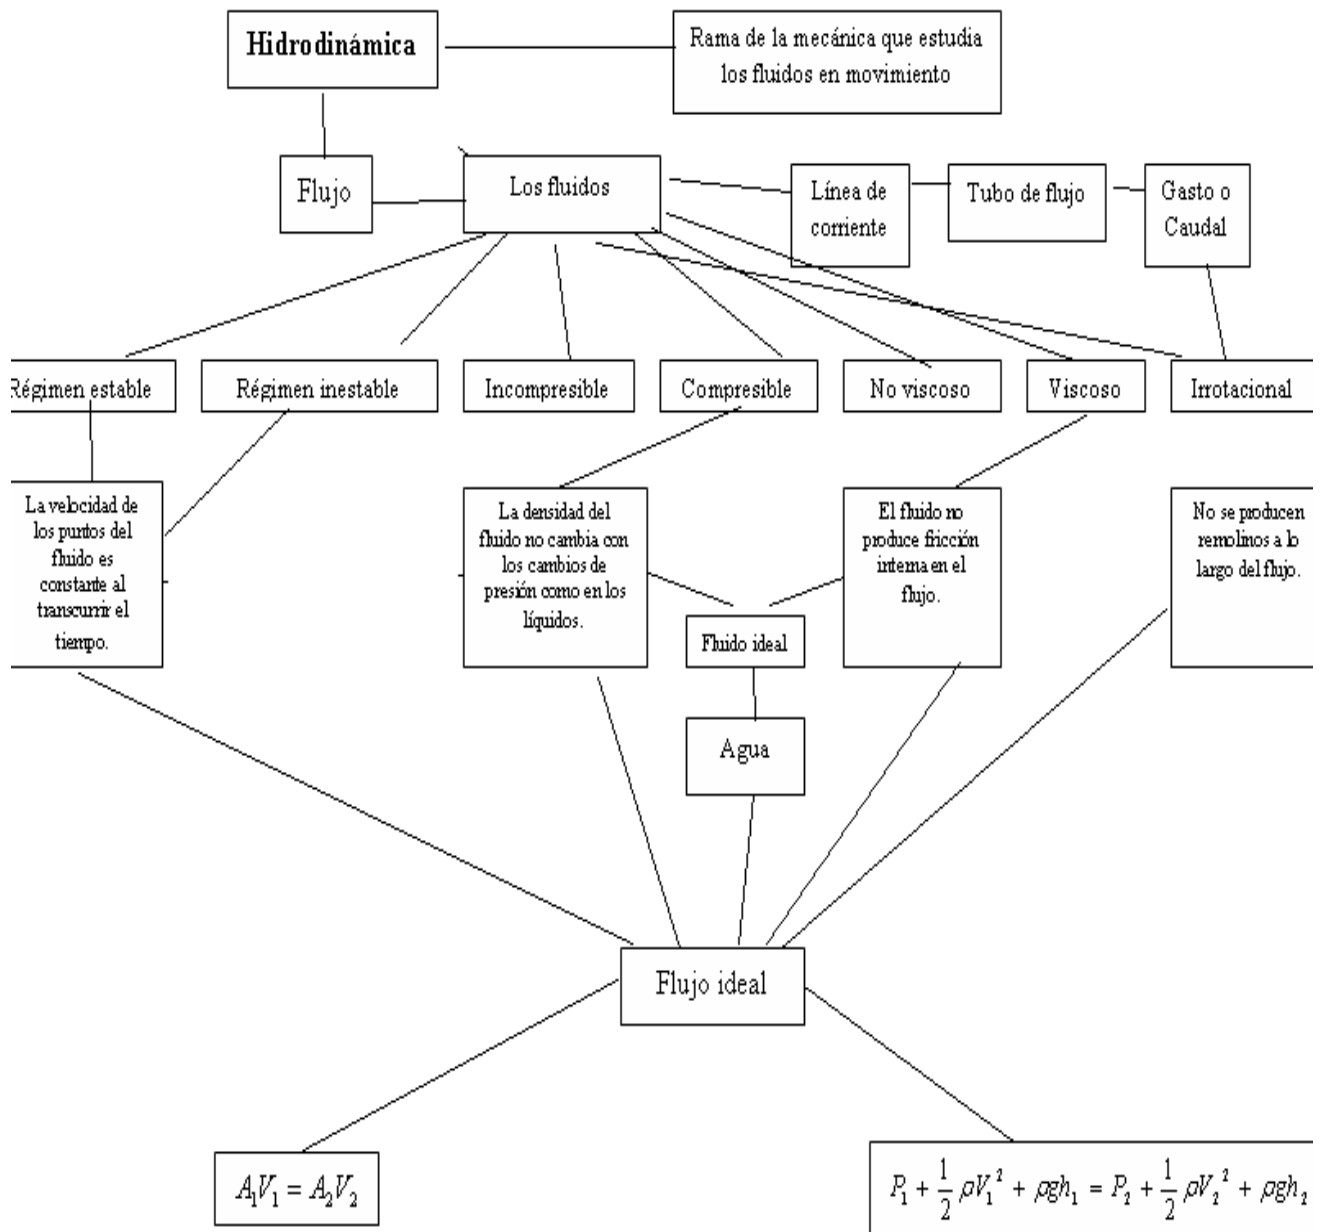 Hidrodinámica
Rama de la mecánica que estudia
los fluidos en movimiento
Flujo
Los fluidos
Línea de
corriente
Tubo de flujo
Gasto o
Caudal
Régimen estable
Régimen inestable
Incompresible
Compresible
No viscoso
Viscoso
Irrotacional
La velocidad de
los puntos del
fluido es
constante al
transcurrir el
tiempo.
La densidad del
fluido no cambia con
los cambios de
presión como en los
líquidos.
El fluido no
produce fricción
interna en el
flujo.
No se producen
remolinos a lo
largo del flujo.
Fluido ideal
Agua
Flujo ideal
A₁V₁ = A₂V₂
P₁ + 1/2 ρV₁² + ρgh₁ = P₂ + 1/2 ρV₂² + ρgh₂